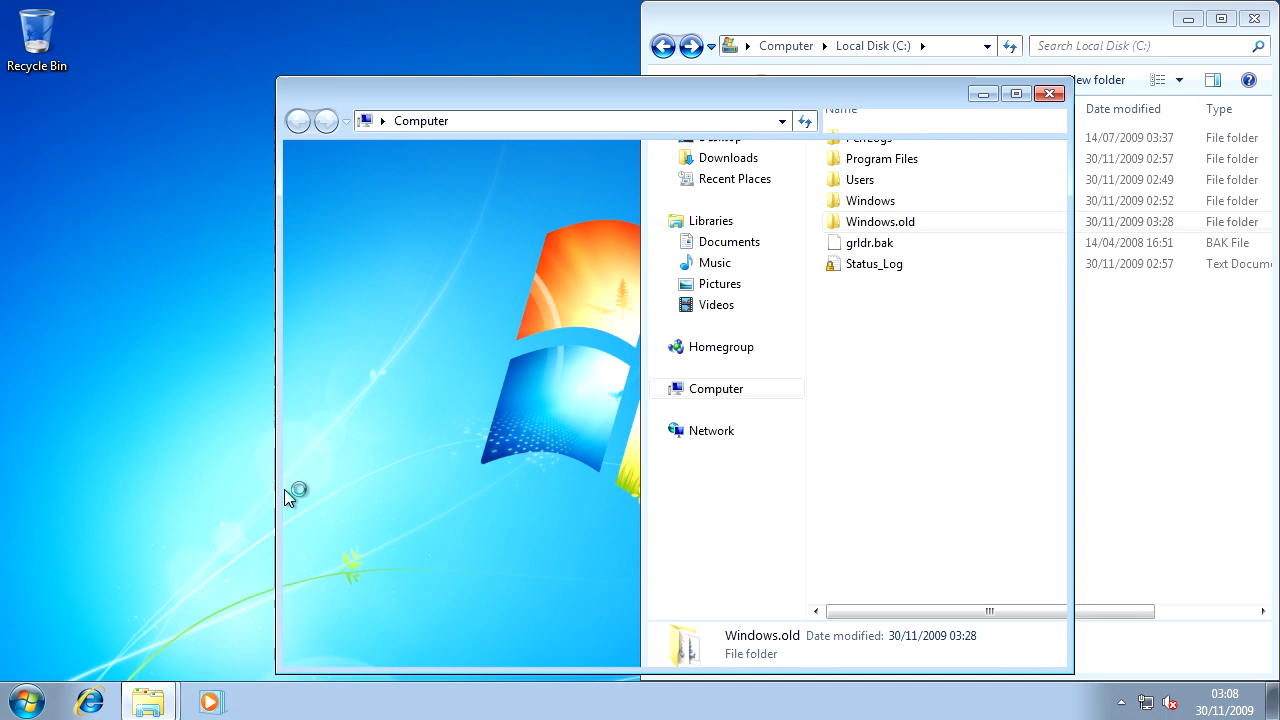 Recycle Bin
Computer
Local Disk (C:)
Search Local Disk (C:)
ew folder
Computer
Name
Date modified
Type
PerfLogs
14/07/2009 03:37
File folder
Program Files
30/11/2009 02:57
File folder
Users
30/11/2009 02:49
File folder
Windows
30/11/2009 02:52
File folder
Windows.old
30/11/2009 03:28
File folder
grldr.bak
14/04/2008 16:51
BAK File
Status_Log
30/11/2009 02:57
Text Docum
Desktop
Downloads
Recent Places
Libraries
Documents
Music
Pictures
Videos
Homegroup
Computer
Network
Windows.old Date modified: 30/11/2009 03:28
File folder
03:08
30/11/2009